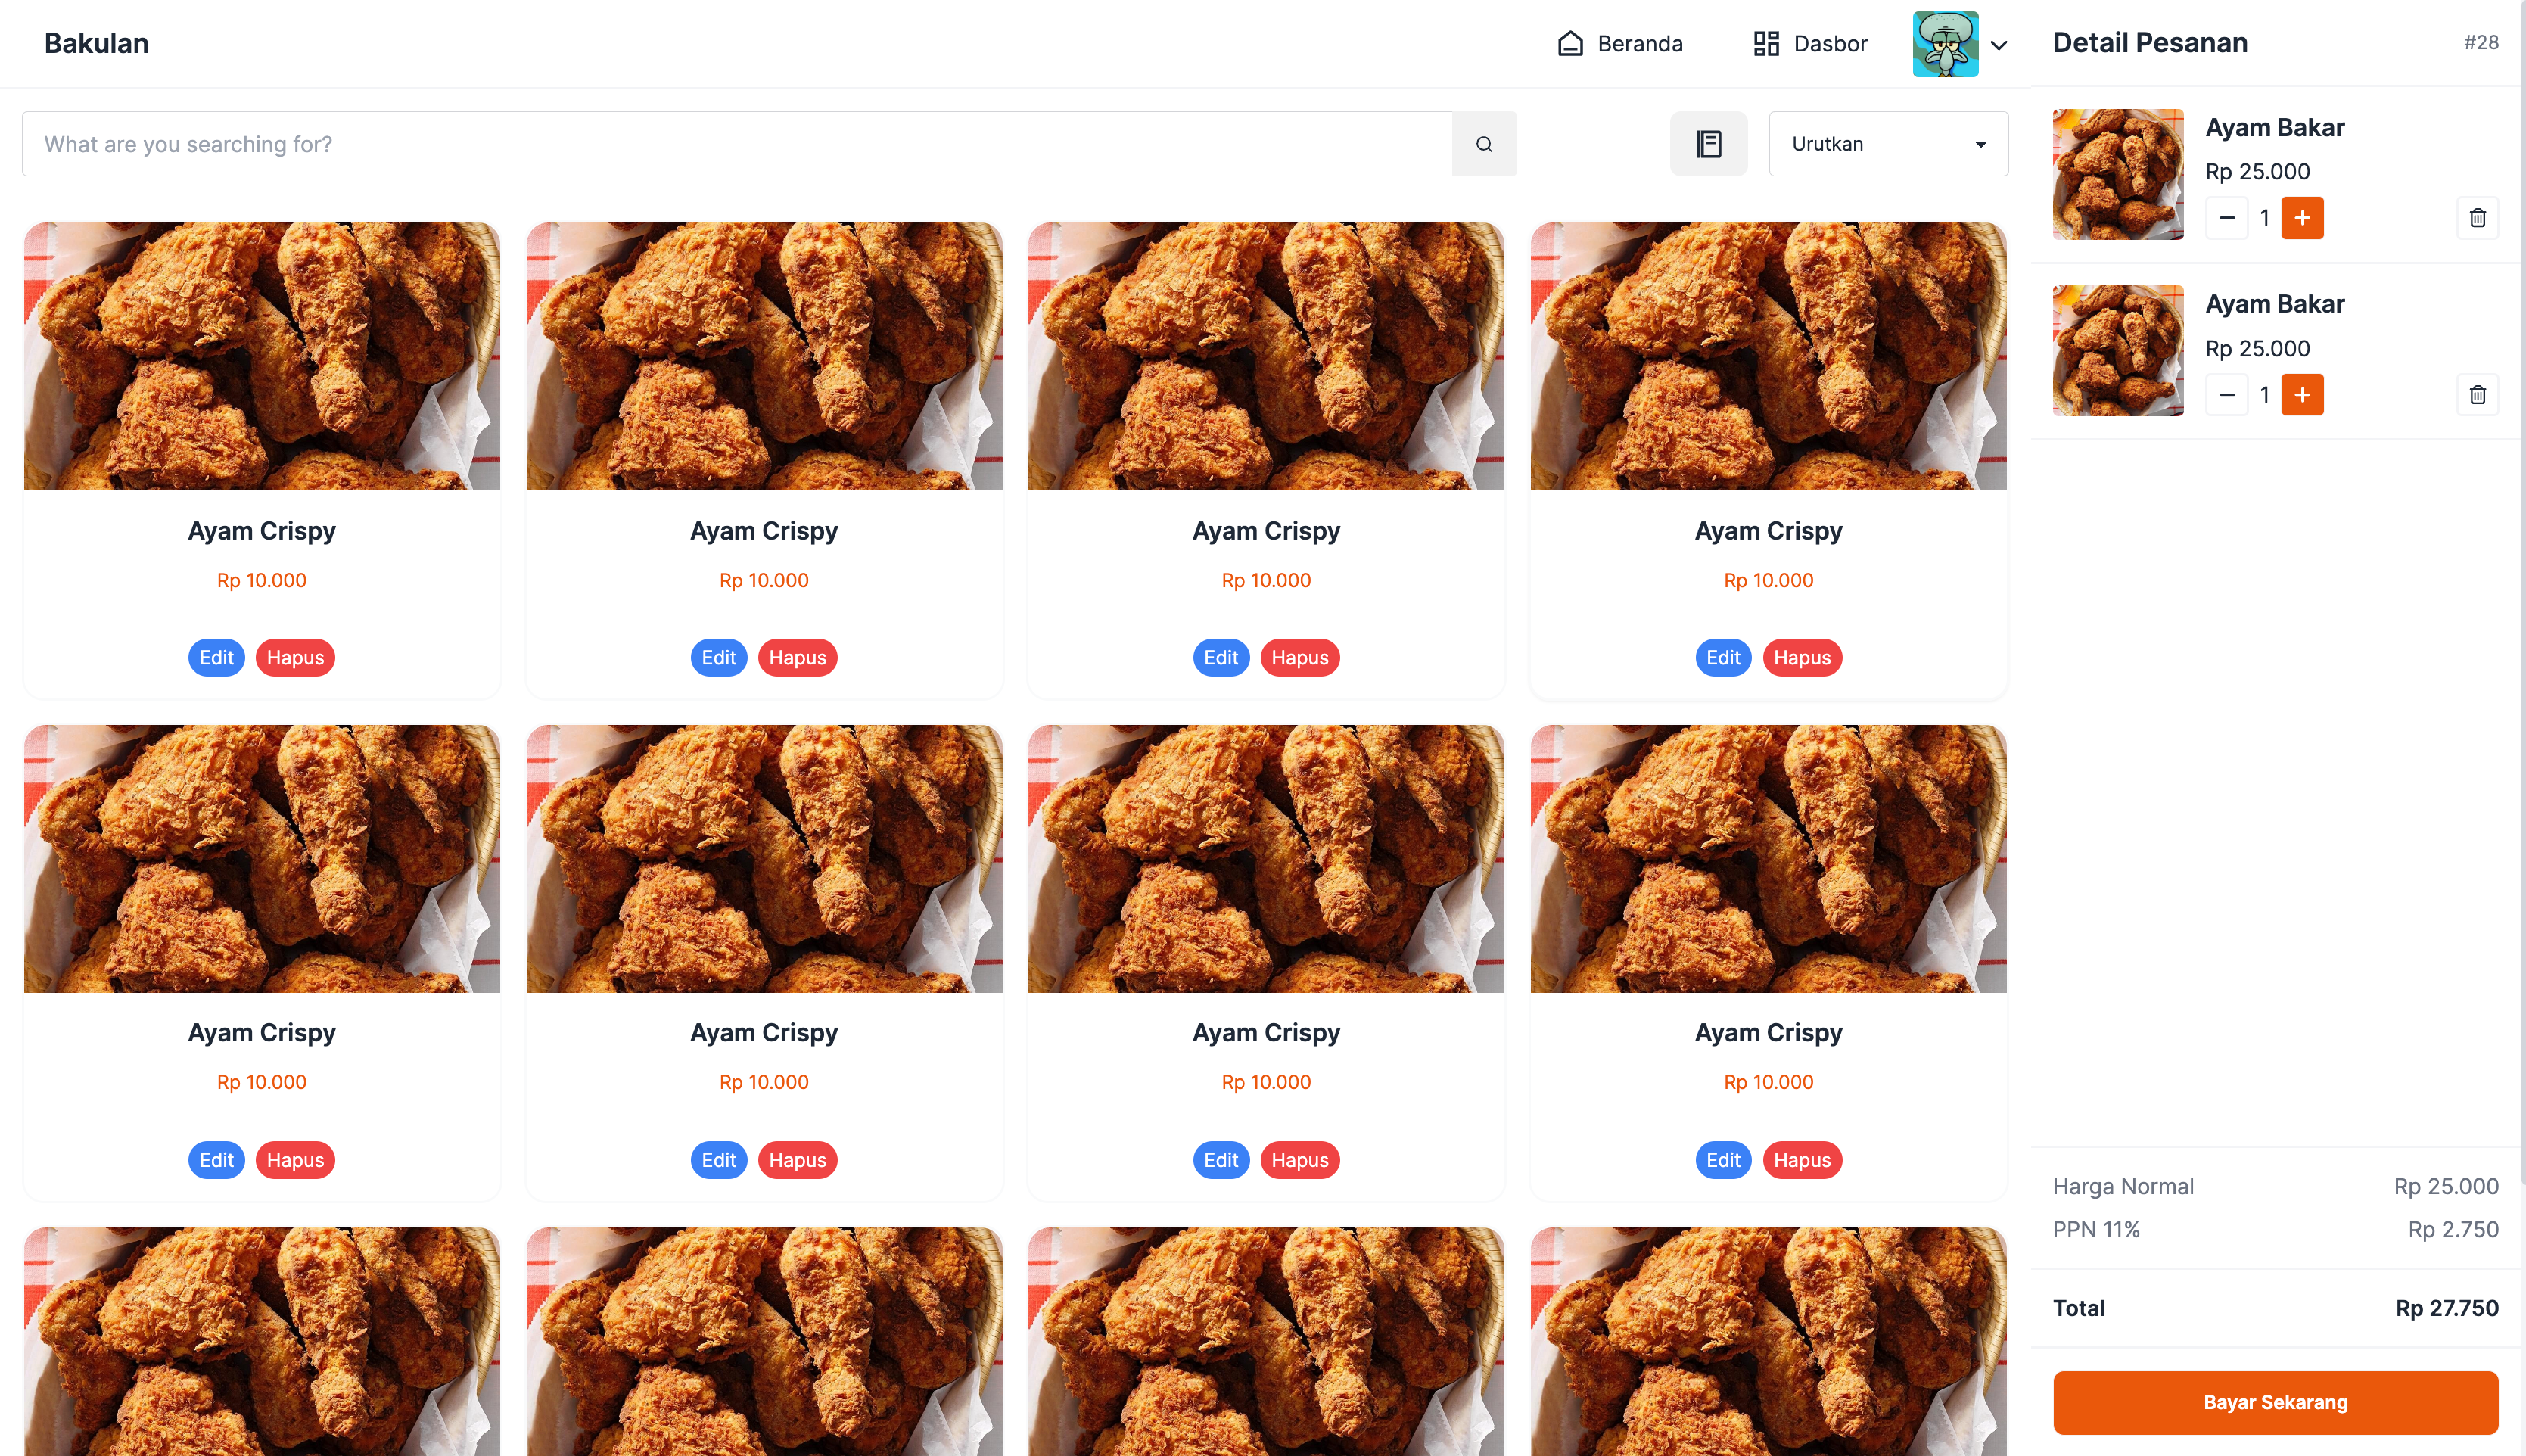 Bakulan
Beranda
Dasbor
What are you searching for?
Urutkan
Ayam Crispy
Rp 10.000
Edit
Hapus
Ayam Crispy
Rp 10.000
Edit
Hapus
Ayam Crispy
Rp 10.000
Edit
Hapus
Ayam Crispy
Rp 10.000
Edit
Hapus
Ayam Crispy
Rp 10.000
Edit
Hapus
Ayam Crispy
Rp 10.000
Edit
Hapus
Ayam Crispy
Rp 10.000
Edit
Hapus
Ayam Crispy
Rp 10.000
Edit
Hapus
Detail Pesanan
#28
Ayam Bakar
Rp 25.000
1
Ayam Bakar
Rp 25.000
1
Harga Normal Rp 25.000
PPN 11% Rp 2.750
Total Rp 27.750
Bayar Sekarang